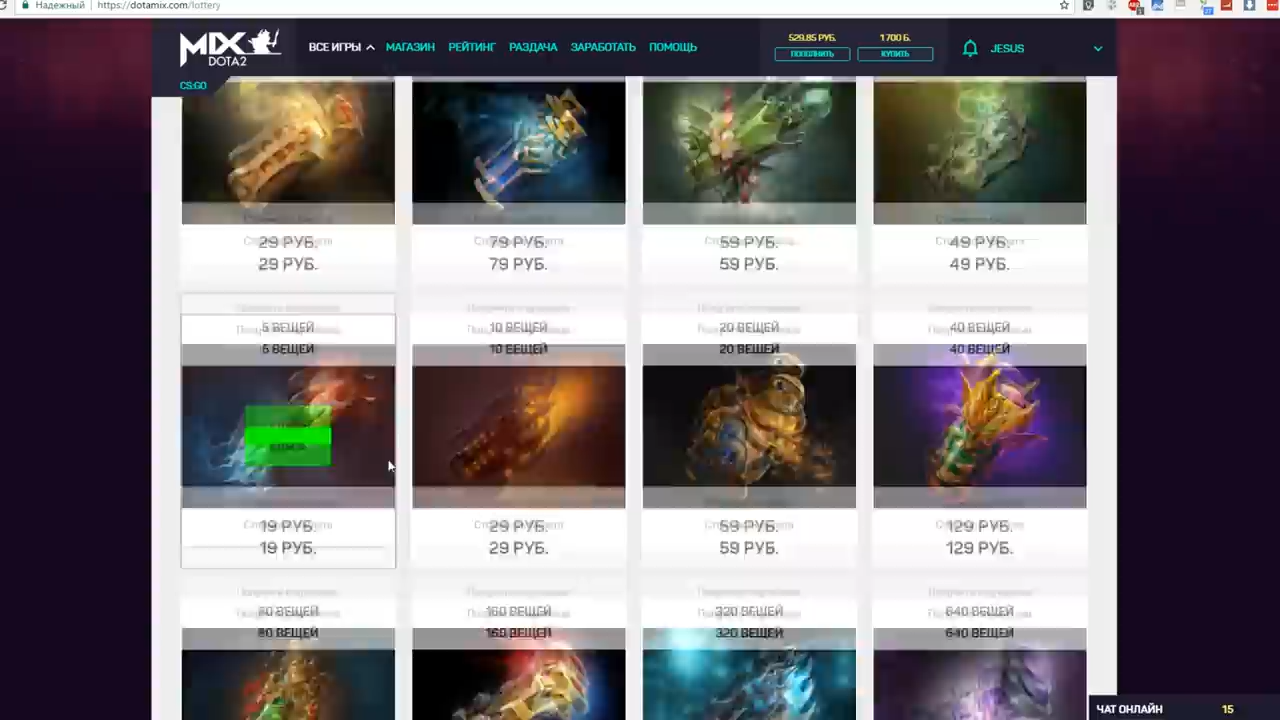 Надежный
https://dotamix.com/lottery
MIX
DOTA2
ВСЕ ИГРЫ
МАГАЗИН
РЕЙТИНГ
РАЗДАЧА
ЗАРАБОТАТЬ
ПОМОЩЬ
529.85 РУБ.
ПОПОЛНИТЬ
1 700 Б.
КУПИТЬ
JESUS
CS:GO
29 РУБ.
79 РУБ.
59 РУБ.
49 РУБ.
29 РУБ.
79 РУБ.
59 РУБ.
49 РУБ.
5 ВЕЩЕЙ
10 ВЕЩЕЙ
20 ВЕЩЕЙ
40 ВЕЩЕЙ
5 ВЕЩЕЙ
10 ВЕЩЕЙ
20 ВЕЩЕЙ
40 ВЕЩЕЙ
19 РУБ.
29 РУБ.
59 РУБ.
129 РУБ.
19 РУБ.
29 РУБ.
59 РУБ.
129 РУБ.
80 ВЕЩЕЙ
160 ВЕЩЕЙ
320 ВЕЩЕЙ
640 ВЕЩЕЙ
80 ВЕЩЕЙ
160 ВЕЩЕЙ
320 ВЕЩЕЙ
640 ВЕЩЕЙ
ЧАТ ОНЛАЙН
15